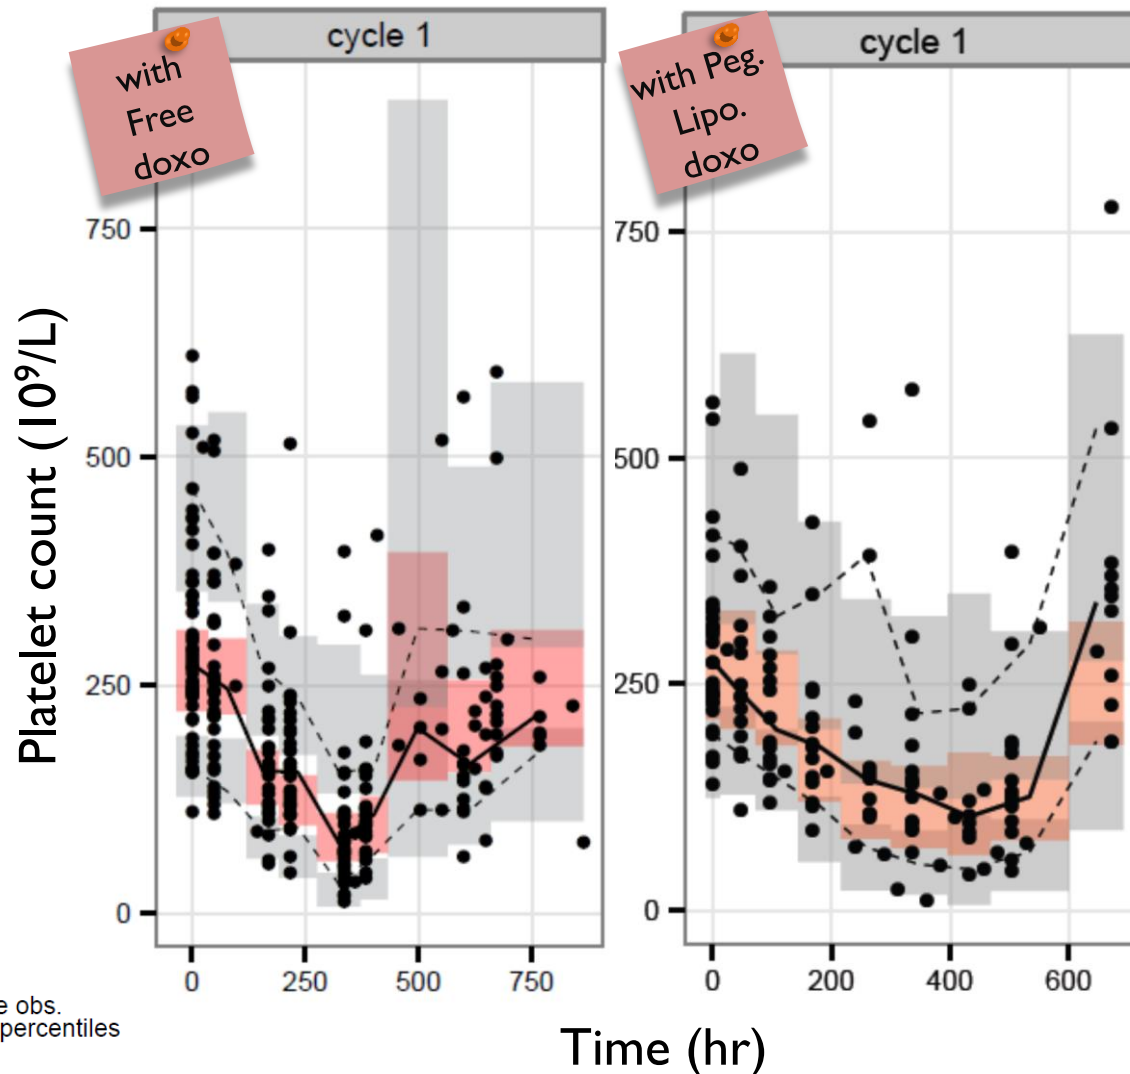 cycle 1
with
Free
doxo
cycle 1
with Peg.
Lipo.
doxo
Platelet count (10⁹/L)
750
500
250
0
0
250
500
750
750
500
250
0
0
200
400
600
e obs.
percentiles
Time (hr)